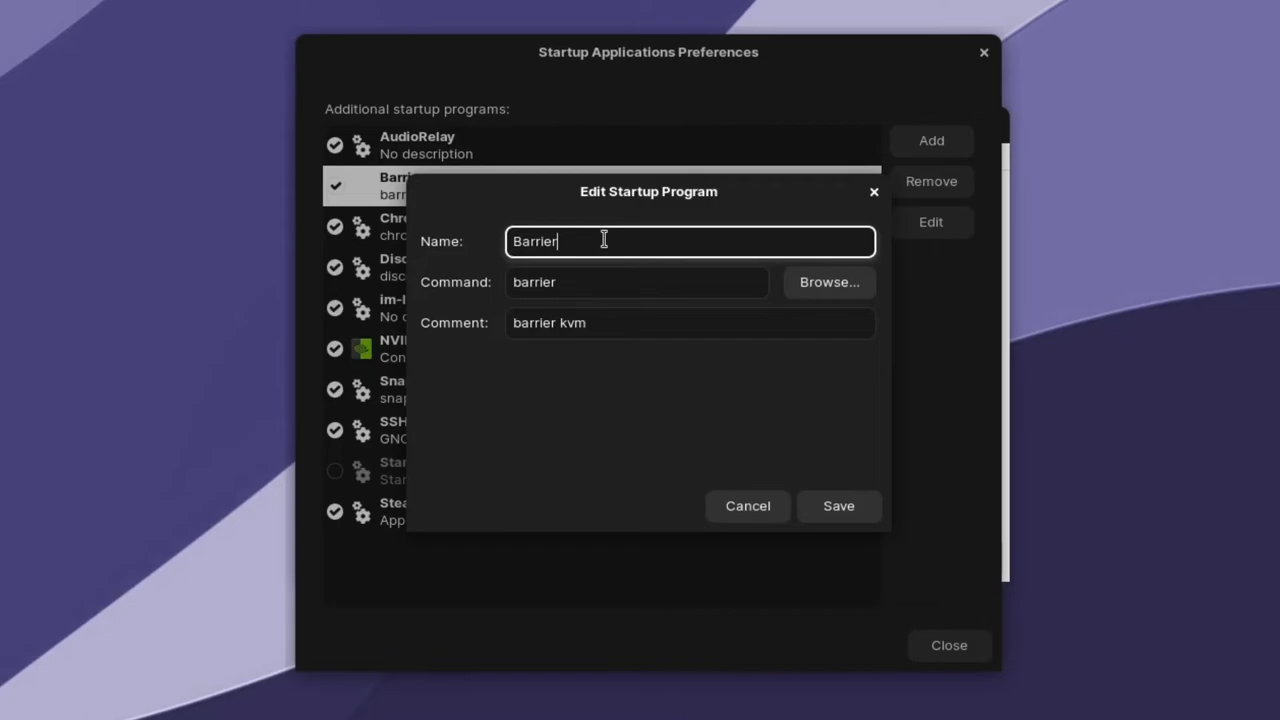 Startup Applications Preferences
Additional startup programs:
AudioRelay
No description
Add
Remove
Edit
Edit Startup Program
Name: Barrier
Command: barrier Browse...
Comment: barrier kvm
Cancel Save
Close